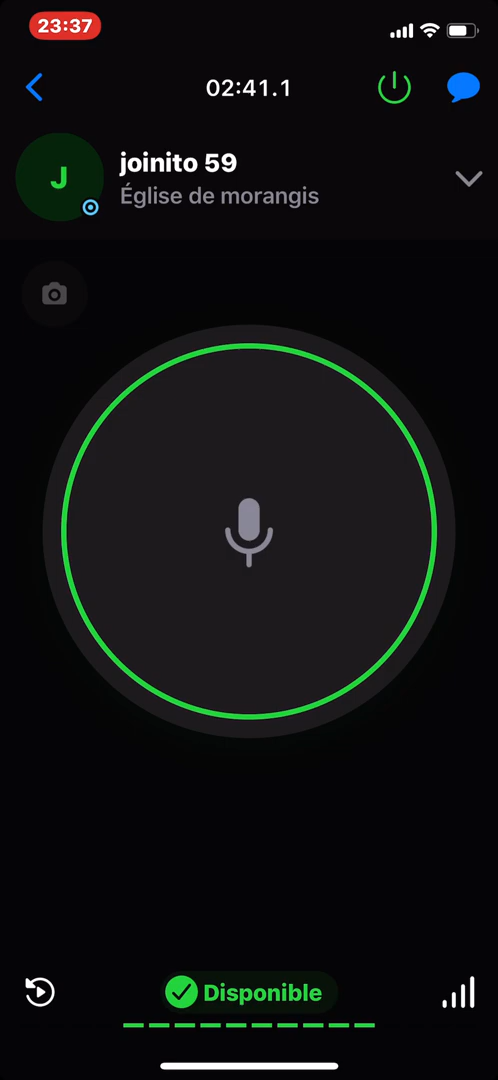 23:37
02:41.1
J
joinito 59
Église de morangis
Disponible